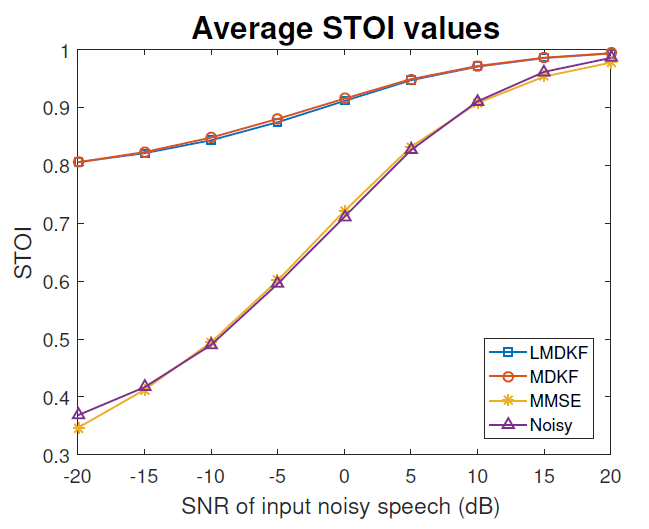 Average STOI values
1
0.9
0.8
0.7
0.6
0.5
0.4
0.3
STOI
LMDKF
MDKF
MMSE
Noisy
-20 -15 -10 -5 0 5 10 15 20
SNR of input noisy speech (dB)